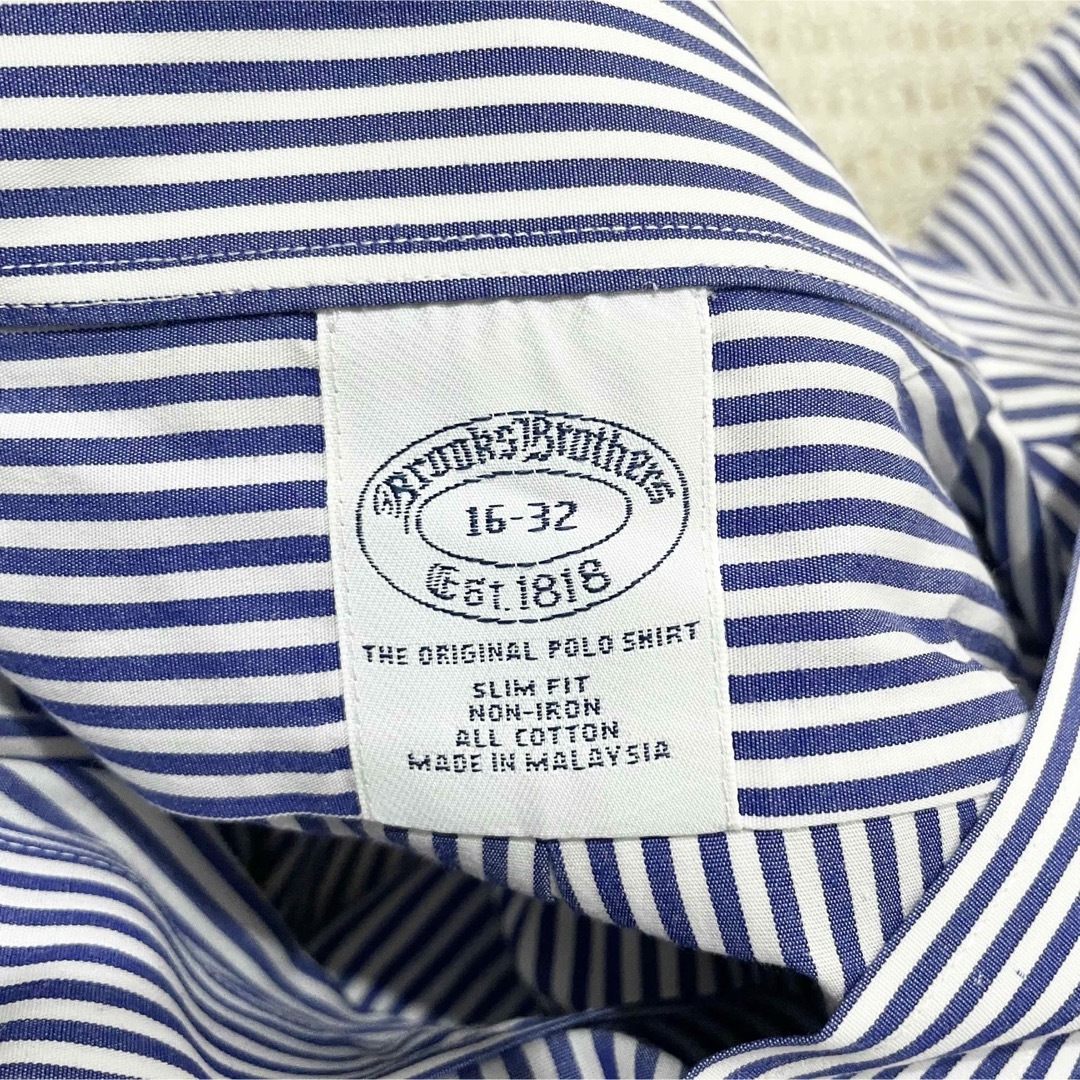 Brooks Brothers
16-32
Est. 1818
THE ORIGINAL POLO SHIRT
SLIM FIT
NON-IRON
ALL COTTON
MADE IN MALAYSIA